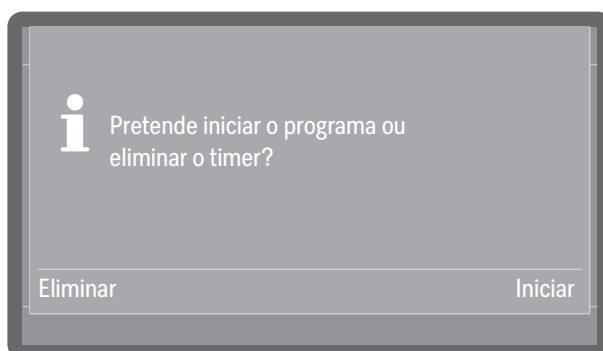 Pretende iniciar o programa ou
eliminar o timer?
Eliminar Iniciar